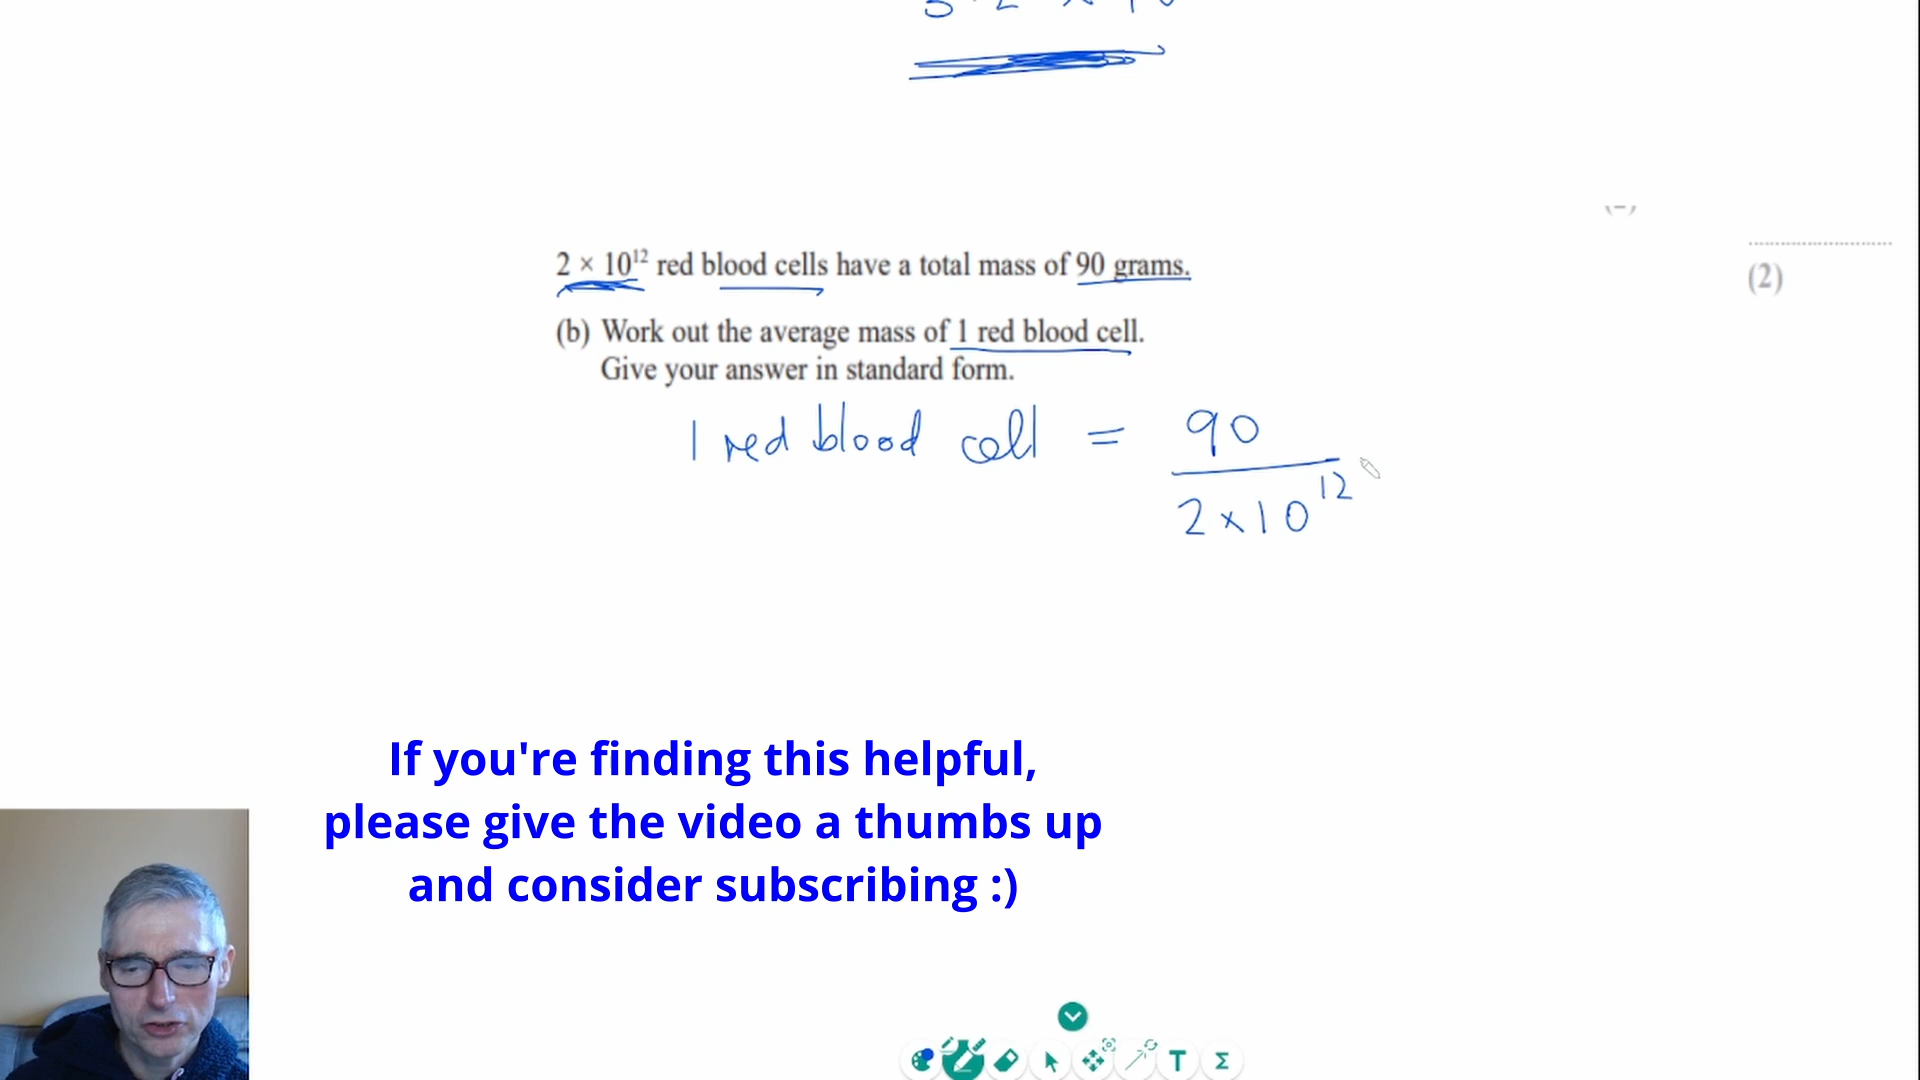 (2)
2 × 10¹² red blood cells have a total mass of 90 grams.
(b) Work out the average mass of 1 red blood cell.
Give your answer in standard form.
1 red blood cell = 90
2 × 10¹²
If you're finding this helpful,
please give the video a thumbs up
and consider subscribing :)
T Σ